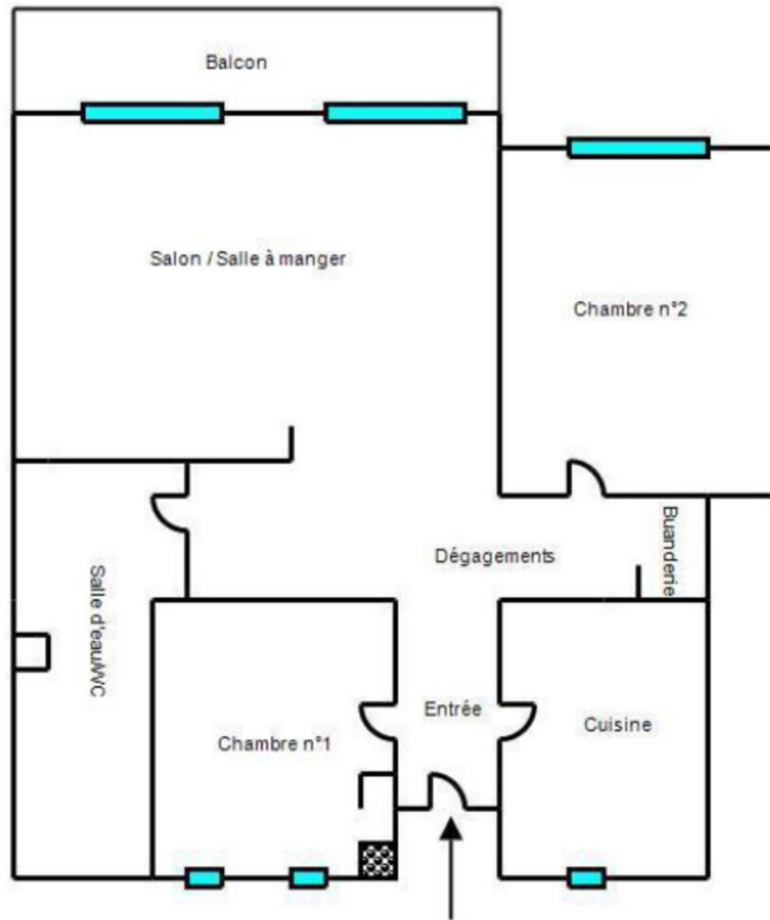 Balcon
Salon / Salle à manger
Chambre n°2
Buanderie
Dégagements
Salle d'eau/WC
Entrée
Cuisine
Chambre n°1